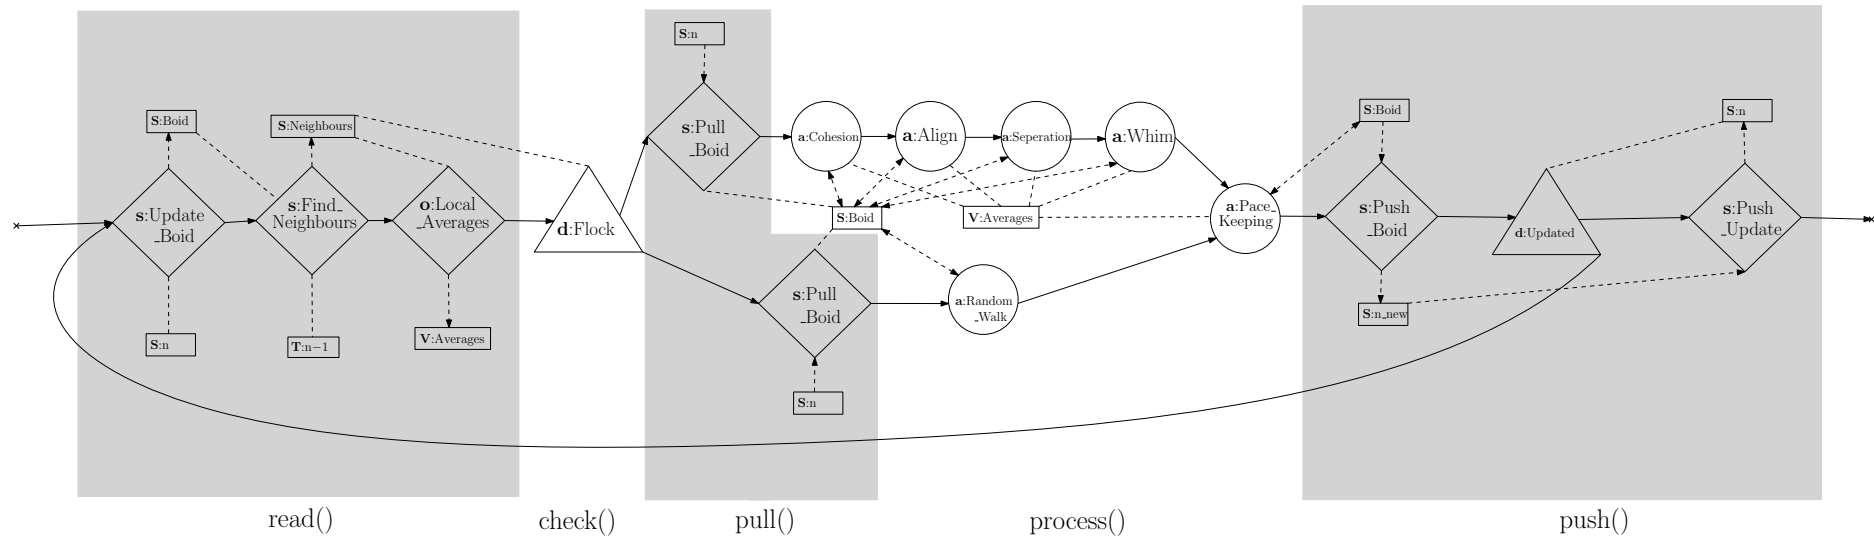 S:n
S:Boid
S:Neighbours
s:Update
_Boid
s:Find_
Neighbours
o:Local
_Averages
S:n
T:n−1
V:Averages
d:Flock
s:Pull
_Boid
a:Cohesion
a:Align
a:Seperation
a:Whim
S:Boid
V:Averages
s:Pull
_Boid
a:Random
_Walk
S:n
a:Pace_
Keeping
S:Boid
s:Push
_Boid
S:n_new
d:Updated
S:n
s:Push
_Update
read()
check()
pull()
process()
push()